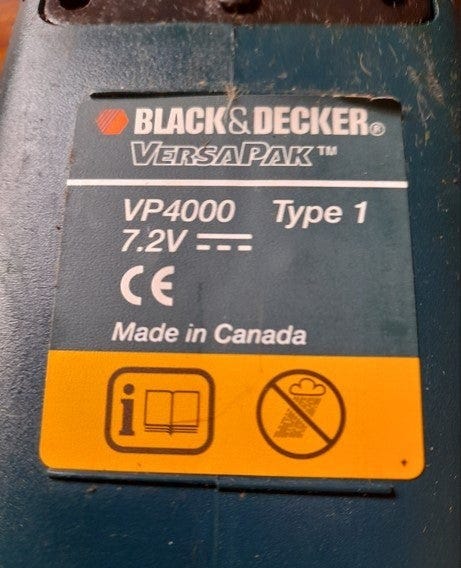 BLACK&DECKER®
VERSAPAK™
VP4000 Type 1
7.2V
CE
Made in Canada
i